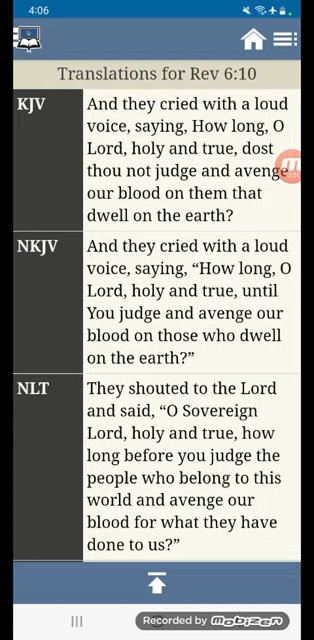 4:06
Translations for Rev 6:10
KJV
And they cried with a loud
voice, saying, How long, O
Lord, holy and true, dost
thou not judge and avenge
our blood on them that
dwell on the earth?
NKJV
And they cried with a loud
voice, saying, “How long, O
Lord, holy and true, until
You judge and avenge our
blood on those who dwell
on the earth?”
NLT
They shouted to the Lord
and said, “O Sovereign
Lord, holy and true, how
long before you judge the
people who belong to this
world and avenge our
blood for what they have
done to us?”
Recorded by mobizen